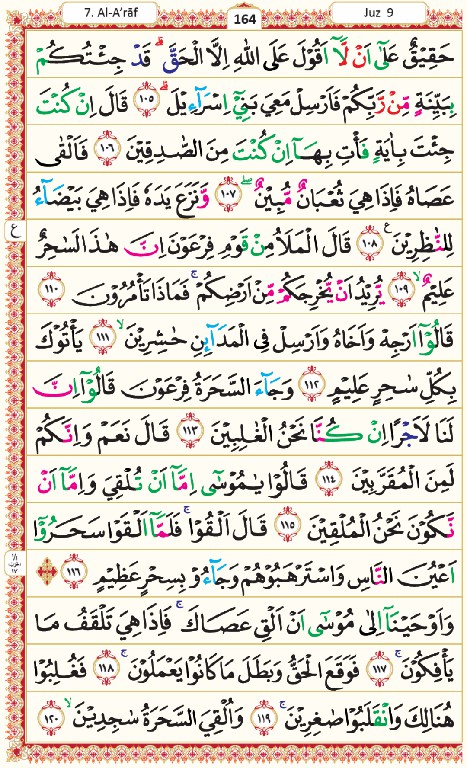 7. Al-A'rāf
164
Juz 9
حَقِيْقٌ عَلٰٓى اَنْ لَّاۤ اَقُوْلَ عَلَى اللّٰهِ اِلَّا الْحَقَّ ؕ قَدْ جِئْتُكُمْ
بِبَيِّنَةٍ مِّنْ رَّبِّكُمْ فَاَرْسِلْ مَعِيَ بَنِيْۤ اِسْرَآءِيْلَ ؕ ۝١٠٥ قَالَ اِنْ كُنْتَ
جِئْتَ بِاٰيَةٍ فَاْتِ بِهَاۤ اِنْ كُنْتَ مِنَ الصّٰدِقِيْنَ ۝١٠٦ فَاَلْقٰى
عَصَاهُ فَاِذَا هِيَ ثُعْبَانٌ مُّبِيْنٌ ۖۚ ۝١٠٧ وَّنَزَعَ يَدَهٗ فَاِذَا هِيَ بَيْضَآءُ
لِلنّٰظِرِيْنَ ۝١٠٨ ع قَالَ الْمَلَاُ مِنْ قَوْمِ فِرْعَوْنَ اِنَّ هٰذَا لَسٰحِرٌ
ع
عَلِيْمٌ ۙ ۝١٠٩ يُّرِيْدُ اَنْ يُّخْرِجَكُمْ مِّنْ اَرْضِكُمْ ۚ فَمَاذَا تَاْمُرُوْنَ ۝١١٠
قَالُوْۤا اَرْجِهْ وَاَخَاهُ وَاَرْسِلْ فِى الْمَدَآىِٕنِ حٰشِرِيْنَ ۙ ۝١١١ يَاْتُوْكَ
بِكُلِّ سٰحِرٍ عَلِيْمٍ ۝١١٢ وَجَآءَ السَّحَرَةُ فِرْعَوْنَ قَالُوْۤا اِنَّ
لَنَا لَاَجْرًا اِنْ كُنَّا نَحْنُ الْغٰلِبِيْنَ ۝١١٣ قَالَ نَعَمْ وَاِنَّكُمْ
لَمِنَ الْمُقَرَّبِيْنَ ۝١١٤ قَالُوْا يٰمُوْسٰٓى اِمَّاۤ اَنْ تُلْقِيَ وَاِمَّاۤ اَنْ
نَّكُوْنَ نَحْنُ الْمُلْقِيْنَ ۝١١٥ قَالَ اَلْقُوْا ۚ فَلَمَّاۤ اَلْقَوْا سَحَرُوْۤا
اَعْيُنَ النَّاسِ وَاسْتَرْهَبُوْهُمْ وَجَآءُوْ بِسِحْرٍ عَظِيْمٍ ۝١١٦
وَاَوْحَيْنَاۤ اِلٰى مُوْسٰٓى اَنْ اَلْقِ عَصَاكَ ۚ فَاِذَا هِيَ تَلْقَفُ مَا
يَاْفِكُوْنَ ۚ ۝١١٧ فَوَقَعَ الْحَقُّ وَبَطَلَ مَا كَانُوْا يَعْمَلُوْنَ ۚ ۝١١٨ فَغُلِبُوْا
هُنَالِكَ وَانْقَلَبُوْا صٰغِرِيْنَ ۚ ۝١١٩ وَاُلْقِيَ السَّحَرَةُ سٰجِدِيْنَ ۙ ۝١٢٠